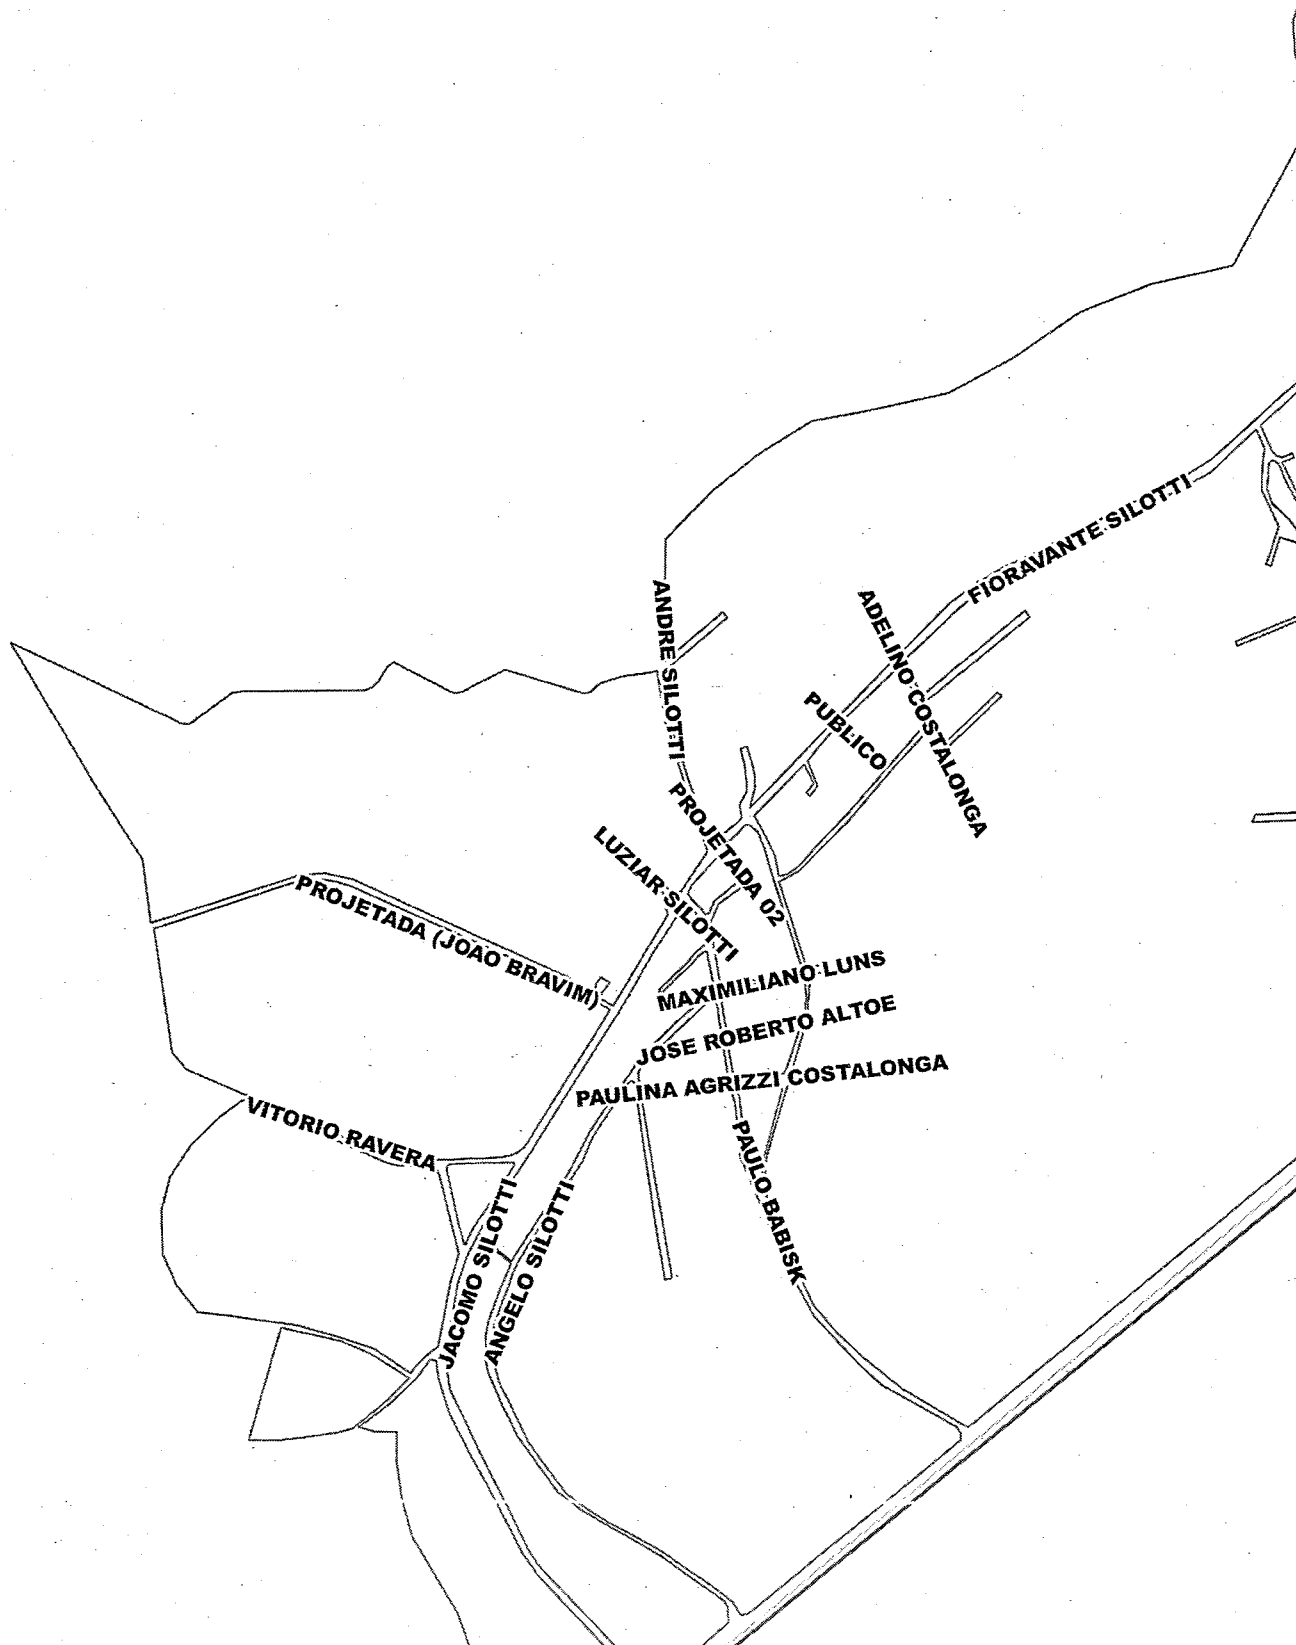 FIORAVANTE SILOTTI
ANDRE SILOTTI
ADELINO COSTALONGA
PUBLICO
PROJETADA 02
LUZIAR SILOTTI
PROJETADA (JOAO BRAVIM)
MAXIMILIANO LUNS
JOSE ROBERTO ALTOE
PAULINA AGRIZZI COSTALONGA
VITORIO RAVERA
PAULO BABISK
JACOMO SILOTTI
ANGELO SILOTTI